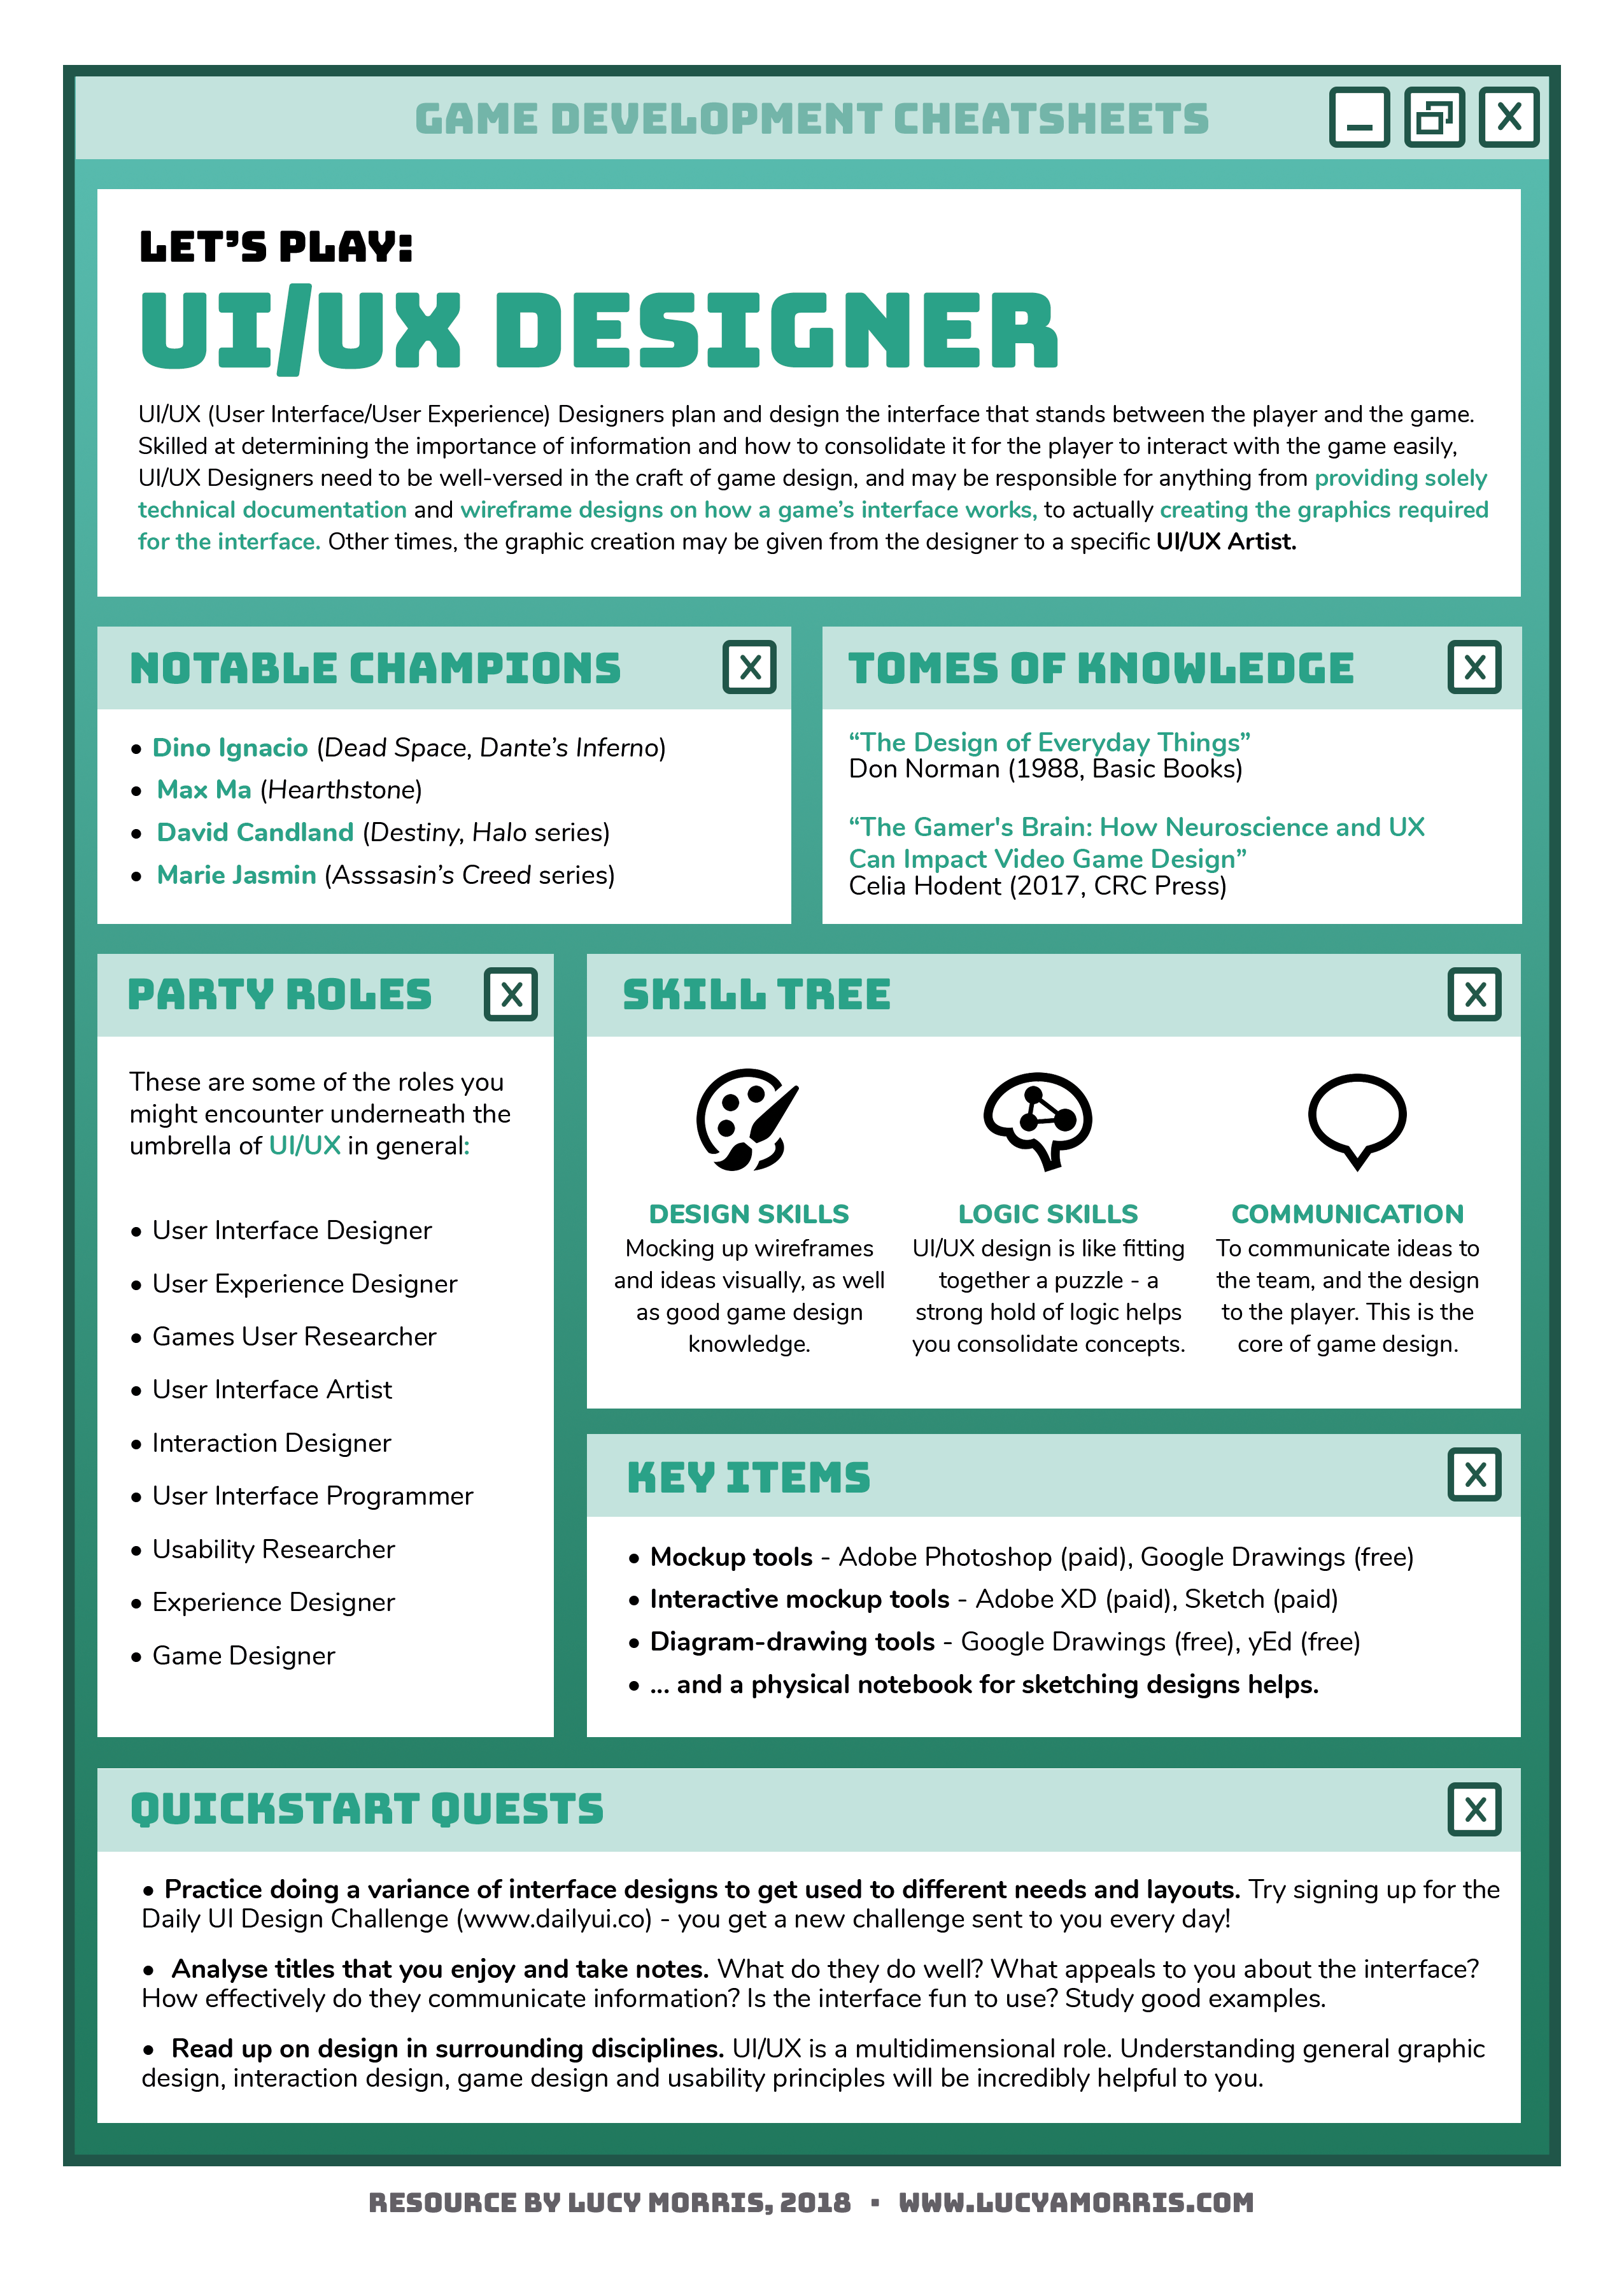 GAME DEVELOPMENT CHEATSHEETS
LET'S PLAY:
UI/UX DESIGNER
UI/UX (User Interface/User Experience) Designers plan and design the interface that stands between the player and the game.
Skilled at determining the importance of information and how to consolidate it for the player to interact with the game easily,
UI/UX Designers need to be well-versed in the craft of game design, and may be responsible for anything from providing solely
technical documentation and wireframe designs on how a game's interface works, to actually creating the graphics required
for the interface. Other times, the graphic creation may be given from the designer to a specific UI/UX Artist.
NOTABLE CHAMPIONS
• Dino Ignacio (Dead Space, Dante's Inferno)
• Max Ma (Hearthstone)
• David Candland (Destiny, Halo series)
• Marie Jasmin (Asssasin's Creed series)
TOMES OF KNOWLEDGE
“The Design of Everyday Things”
Don Norman (1988, Basic Books)
“The Gamer's Brain: How Neuroscience and UX
Can Impact Video Game Design”
Celia Hodent (2017, CRC Press)
PARTY ROLES
These are some of the roles you
might encounter underneath the
umbrella of UI/UX in general:
• User Interface Designer
• User Experience Designer
• Games User Researcher
• User Interface Artist
• Interaction Designer
• User Interface Programmer
• Usability Researcher
• Experience Designer
• Game Designer
SKILL TREE
DESIGN SKILLS
Mocking up wireframes
and ideas visually, as well
as good game design
knowledge.
LOGIC SKILLS
UI/UX design is like fitting
together a puzzle - a
strong hold of logic helps
you consolidate concepts.
COMMUNICATION
To communicate ideas to
the team, and the design
to the player. This is the
core of game design.
KEY ITEMS
• Mockup tools - Adobe Photoshop (paid), Google Drawings (free)
• Interactive mockup tools - Adobe XD (paid), Sketch (paid)
• Diagram-drawing tools - Google Drawings (free), yEd (free)
• ... and a physical notebook for sketching designs helps.
QUICKSTART QUESTS
• Practice doing a variance of interface designs to get used to different needs and layouts. Try signing up for the
Daily UI Design Challenge (www.dailyui.co) - you get a new challenge sent to you every day!
• Analyse titles that you enjoy and take notes. What do they do well? What appeals to you about the interface?
How effectively do they communicate information? Is the interface fun to use? Study good examples.
• Read up on design in surrounding disciplines. UI/UX is a multidimensional role. Understanding general graphic
design, interaction design, game design and usability principles will be incredibly helpful to you.
RESOURCE BY LUCY MORRIS, 2018 · WWW.LUCYAMORRIS.COM